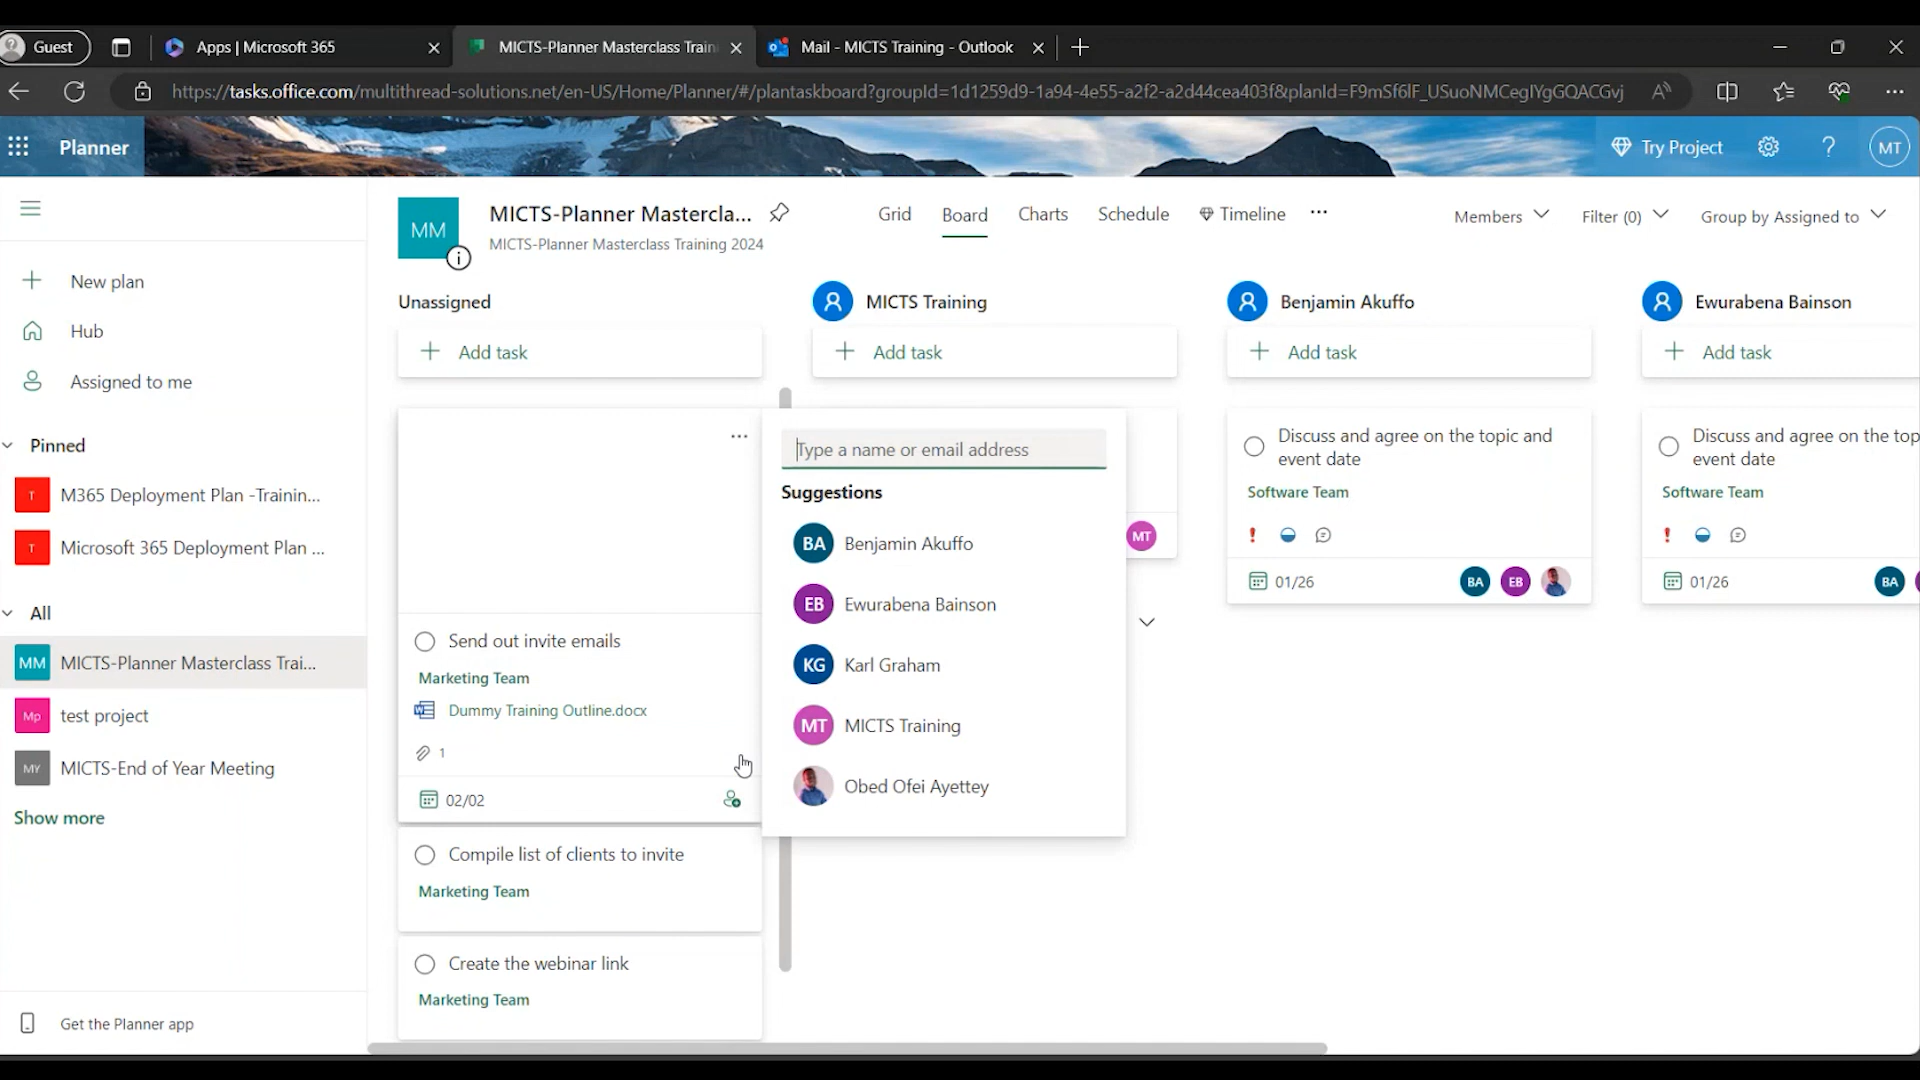 Guest
Apps | Microsoft 365
MICTS-Planner Masterclass Train
Mail - MICTS Training - Outlook
https://tasks.office.com/multithread-solutions.net/en-US/Home/Planner/#/plantaskboard?groupId=1d1259d9-1a94-4e55-a2f2-a2d44cea403f&planId=F9mSf6lF_USuoNMCeglYgGQACGvj
Planner
Try Project
?
MT
MM
MICTS-Planner Mastercla...
MICTS-Planner Masterclass Training 2024
Grid
Board
Charts
Schedule
Timeline
Members
Filter (0)
Group by Assigned to
New plan
Hub
Assigned to me
Pinned
T
M365 Deployment Plan -Trainin...
T
Microsoft 365 Deployment Plan ...
All
MM
MICTS-Planner Masterclass Trai...
Mp
test project
MY
MICTS-End of Year Meeting
Show more
Get the Planner app
Unassigned
Add task
Send out invite emails
Marketing Team
Dummy Training Outline.docx
1
02/02
Compile list of clients to invite
Marketing Team
Create the webinar link
Marketing Team
MICTS Training
Add task
MT
Type a name or email address
Suggestions
BA
Benjamin Akuffo
EB
Ewurabena Bainson
KG
Karl Graham
MT
MICTS Training
Obed Ofei Ayettey
Benjamin Akuffo
Add task
Discuss and agree on the topic and
event date
Software Team
01/26
BA
EB
Ewurabena Bainson
Add task
Discuss and agree on the top
event date
Software Team
01/26
BA